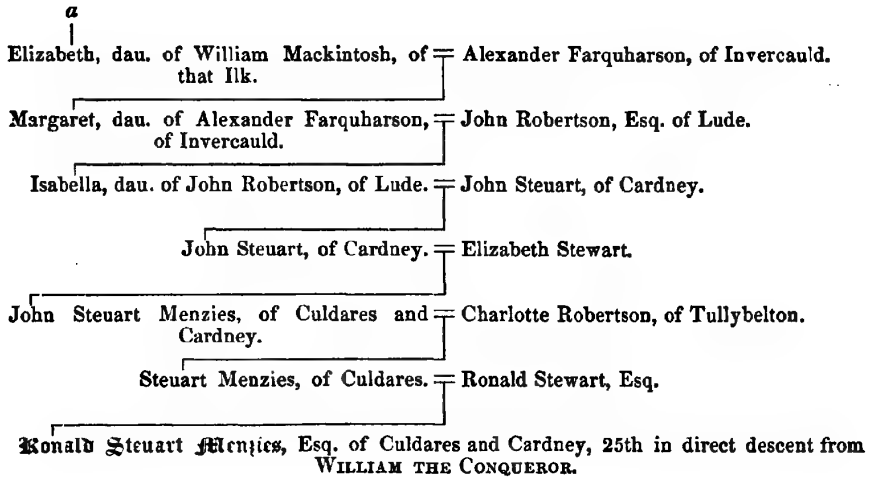 a
Elizabeth, dau. of William Mackintosh, of = Alexander Farquharson, of Invercauld.
that Ilk.
Margaret, dau. of Alexander Farquharson, = John Robertson, Esq. of Lude.
of Invercauld.
Isabella, dau. of John Robertson, of Lude. = John Steuart, of Cardney.
John Steuart, of Cardney. = Elizabeth Stewart.
John Steuart Menzies, of Culdares and = Charlotte Robertson, of Tullybelton.
Cardney.
Steuart Menzies, of Culdares. = Ronald Stewart, Esq.
Ronald Steuart Menzies, Esq. of Culdares and Cardney, 25th in direct descent from
WILLIAM THE CONQUEROR.